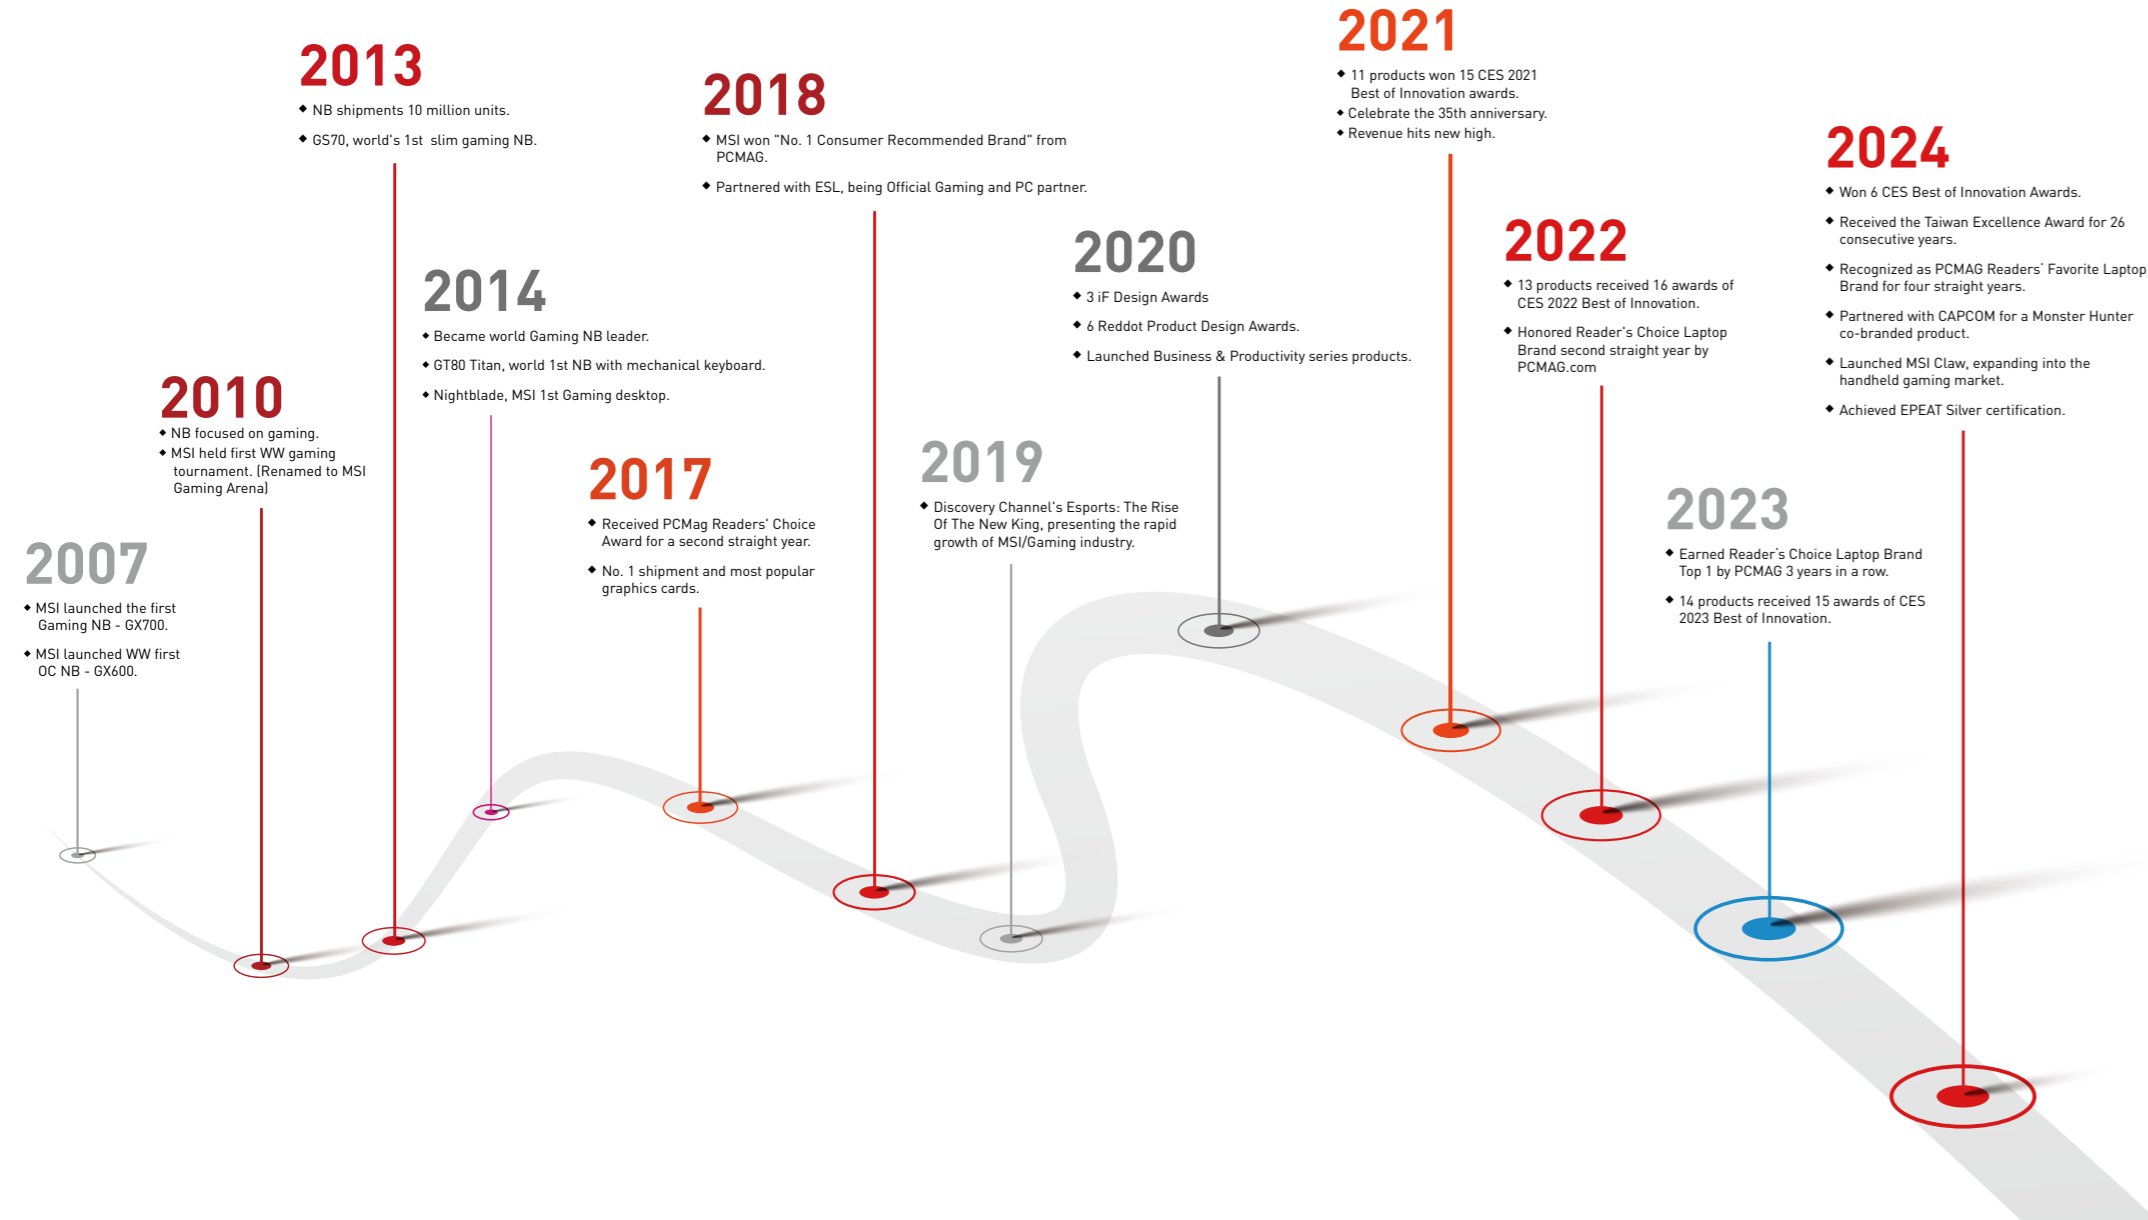 2007
◆ MSI launched the first
Gaming NB - GX700.
◆ MSI launched WW first
OC NB - GX600.
2010
◆ NB focused on gaming.
◆ MSI held first WW gaming
tournament. (Renamed to MSI
Gaming Arena)
2013
◆ NB shipments 10 million units.
◆ GS70, world's 1st slim gaming NB.
2014
◆ Became world Gaming NB leader.
◆ GT80 Titan, world 1st NB with mechanical keyboard.
◆ Nightblade, MSI 1st Gaming desktop.
2017
◆ Received PCMag Readers' Choice
Award for a second straight year.
◆ No. 1 shipment and most popular
graphics cards.
2018
◆ MSI won "No. 1 Consumer Recommended Brand" from
PCMAG.
◆ Partnered with ESL, being Official Gaming and PC partner.
2019
◆ Discovery Channel's Esports: The Rise
Of The New King, presenting the rapid
growth of MSI/Gaming industry.
2020
◆ 3 iF Design Awards
◆ 6 Reddot Product Design Awards.
◆ Launched Business & Productivity series products.
2021
◆ 11 products won 15 CES 2021
Best of Innovation awards.
◆ Celebrate the 35th anniversary.
◆ Revenue hits new high.
2022
◆ 13 products received 16 awards of
CES 2022 Best of Innovation.
◆ Honored Reader's Choice Laptop
Brand second straight year by
PCMAG.com
2023
◆ Earned Reader's Choice Laptop Brand
Top 1 by PCMAG 3 years in a row.
◆ 14 products received 15 awards of CES
2023 Best of Innovation.
2024
◆ Won 6 CES Best of Innovation Awards.
◆ Received the Taiwan Excellence Award for 26
consecutive years.
◆ Recognized as PCMAG Readers' Favorite Laptop
Brand for four straight years.
◆ Partnered with CAPCOM for a Monster Hunter
co-branded product.
◆ Launched MSI Claw, expanding into the
handheld gaming market.
◆ Achieved EPEAT Silver certification.